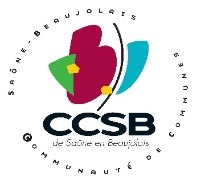 SAÔNE-BEAUJOLAIS
CCSB
de Saône en Beaujolais
COMMUNAUTÉ DE COMMUNES